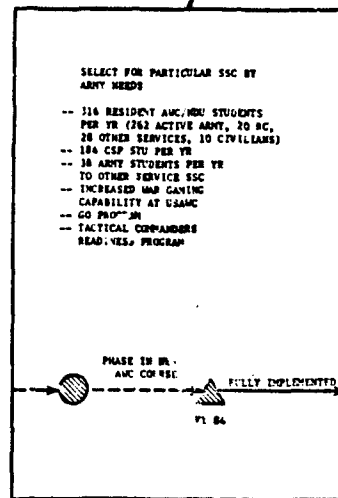 SELECT FOR PARTICULAR SSC BY
ARMY NEEDS
-- 316 RESIDENT AWC/NDU STUDENTS
PER YR (262 ACTIVE ARMY, 20 RC,
28 OTHER SERVICES, 10 CIVILIANS)
-- 184 CSP STU PER YR
-- 38 ARMY STUDENTS PER YR
TO OTHER SERVICE SSC
-- INCREASED WAR GAMING
CAPABILITY AT USAWC
-- GO
-- TACTICAL COMMANDERS
READINESS PROGRAM
PHASE IN
AWC COURSE
FULLY IMPLEMENTED
84